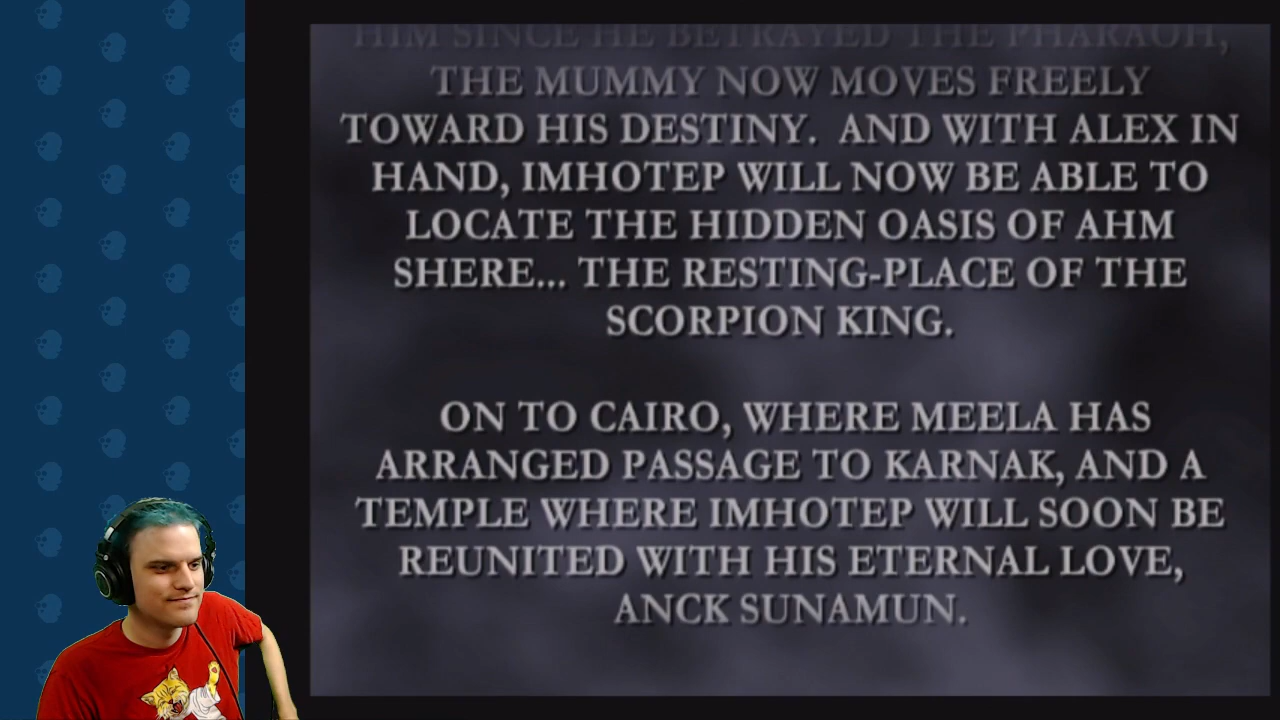 HIM SINCE HE BETRAYED THE PHARAOH,
THE MUMMY NOW MOVES FREELY
TOWARD HIS DESTINY.  AND WITH ALEX IN
HAND, IMHOTEP WILL NOW BE ABLE TO
LOCATE THE HIDDEN OASIS OF AHM
SHERE... THE RESTING-PLACE OF THE
SCORPION KING.
ON TO CAIRO, WHERE MEELA HAS
ARRANGED PASSAGE TO KARNAK, AND A
TEMPLE WHERE IMHOTEP WILL SOON BE
REUNITED WITH HIS ETERNAL LOVE,
ANCK SUNAMUN.